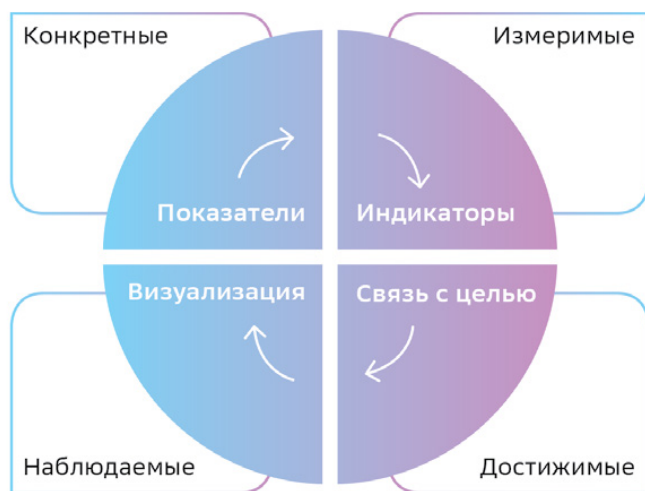 Конкретные
Измеримые
Показатели
Индикаторы
Визуализация
Связь с целью
Наблюдаемые
Достижимые